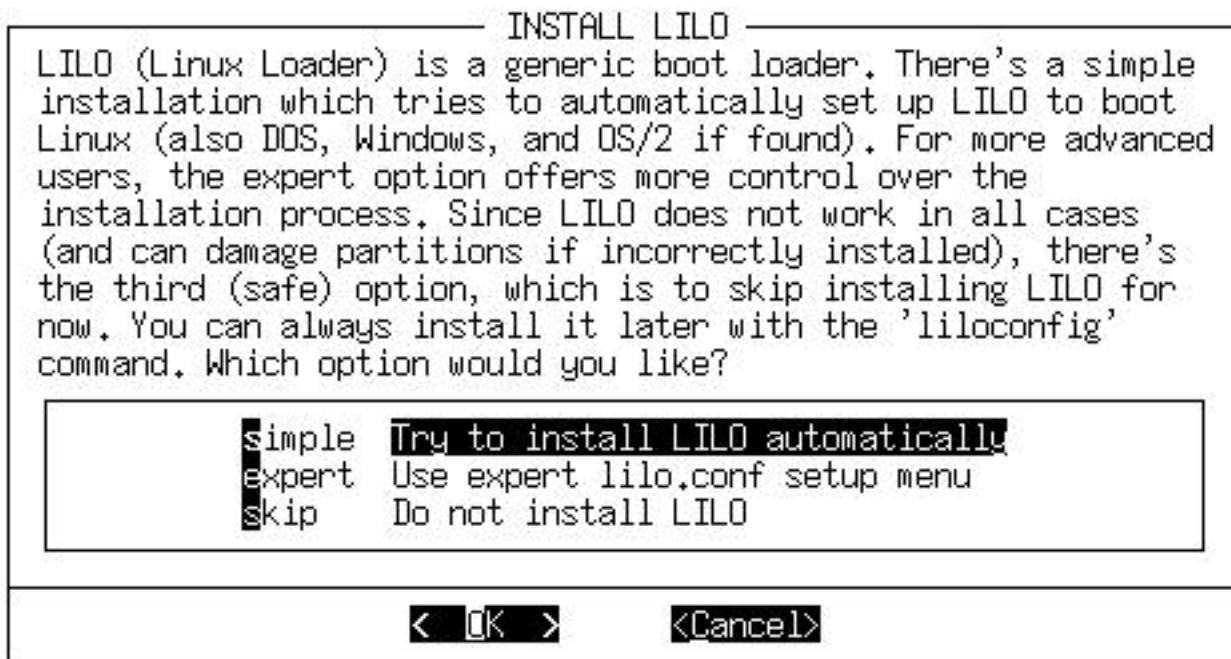 INSTALL LILO
LILO (Linux Loader) is a generic boot loader. There's a simple
installation which tries to automatically set up LILO to boot
Linux (also DOS, Windows, and OS/2 if found). For more advanced
users, the expert option offers more control over the
installation process. Since LILO does not work in all cases
(and can damage partitions if incorrectly installed), there's
the third (safe) option, which is to skip installing LILO for
now. You can always install it later with the 'liloconfig'
command. Which option would you like?
simple Try to install LILO automatically
expert Use expert lilo.conf setup menu
skip Do not install LILO
< OK > <Cancel>